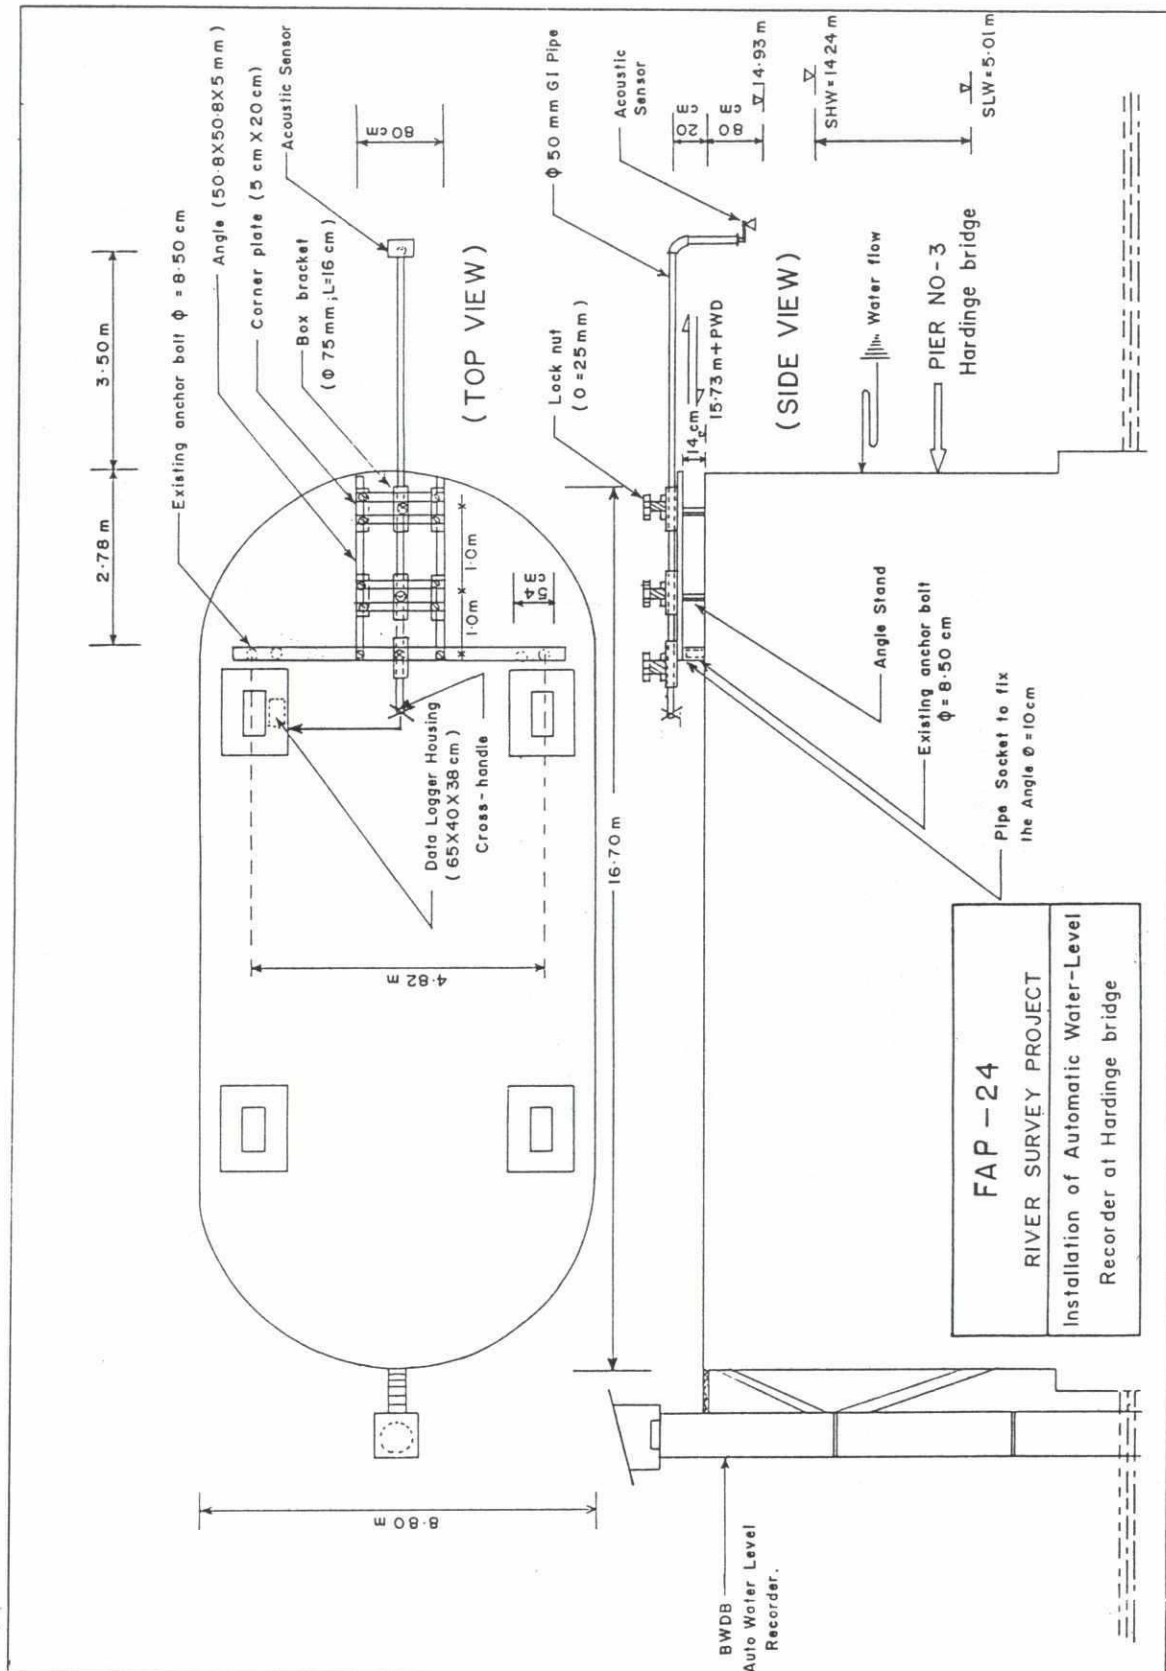 2·78 m
3·50 m
Existing anchor bolt ϕ = 8·50 cm
Angle (50·8X50·8X5 mm)
Corner plate (5 cm X 20 cm)
Box bracket
(Φ 75 mm ; L=16 cm)
Acoustic Sensor
80 cm
1·0m
1·0m
54 cm
Data Logger Housing
(65X40X38 cm)
Cross-handle
4·82 m
8·80 m
(TOP VIEW)
16·70 m
Lock nut
(O = 25 mm)
ϕ 50 mm GI Pipe
20 cm
80 cm
14·93 m
Acoustic
Sensor
SHW = 14·24 m
SLW = 5·01 m
14 cm
15·73 m+PWD
(SIDE VIEW)
Water flow
PIER NO-3
Hardinge bridge
Angle Stand
Existing anchor bolt
ϕ = 8·50 cm
Pipe Socket to fix
the Angle Ø = 10 cm
BWDB
Auto Water Level
Recorder.
FAP - 24
RIVER SURVEY PROJECT
Installation of Automatic Water-Level
Recorder at Hardinge bridge